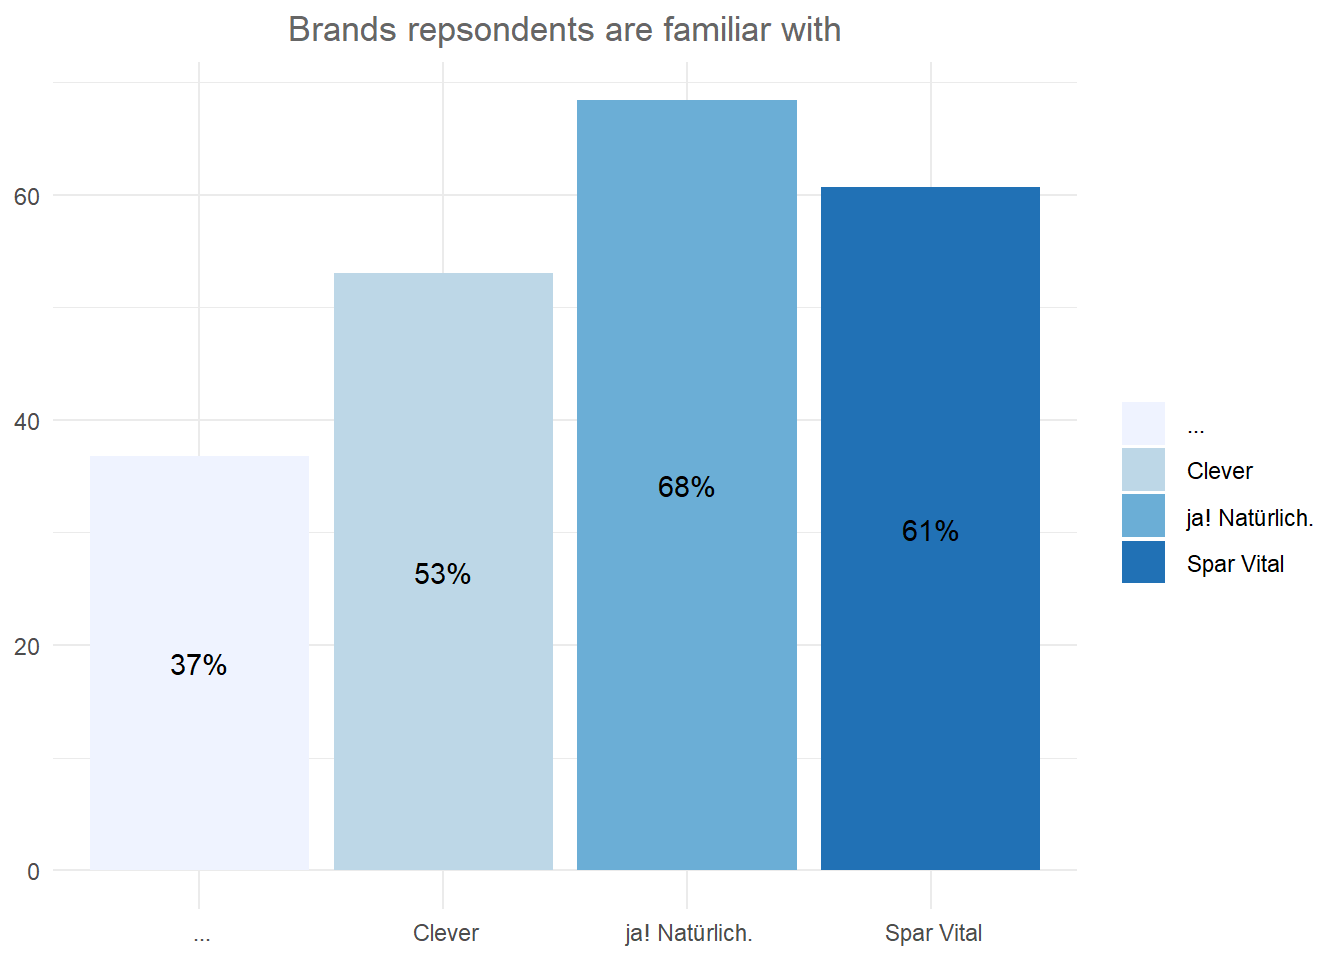 Brands repsondents are familiar with
60
40
20
0
37%
53%
68%
61%
...
Clever
ja! Natürlich.
Spar Vital
...
Clever
ja! Natürlich.
Spar Vital